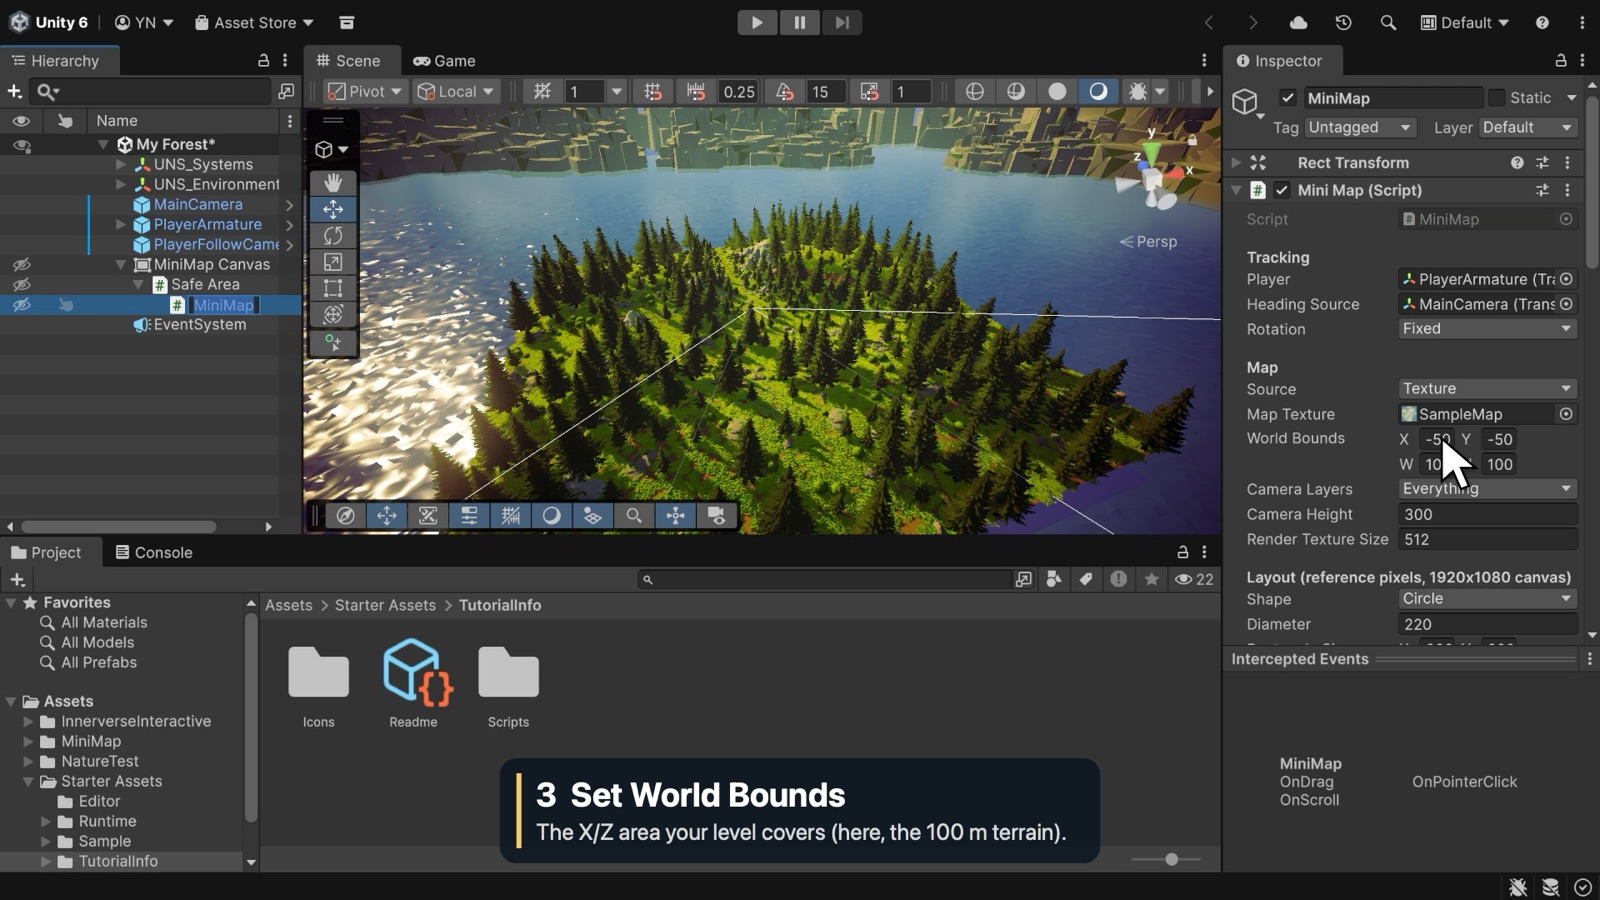 Unity 6 YN Asset Store Default
Hierarchy
Scene Game
Inspector
Pivot Local 1 0.25 15 1
Name
My Forest*
UNS_Systems
UNS_Environment
MainCamera
PlayerArmature
PlayerFollowCame
MiniMap Canvas
Safe Area
MiniMap
EventSystem
y
z
x
Persp
MiniMap Static
Tag Untagged Layer Default
Rect Transform
Mini Map (Script)
Script MiniMap
Tracking
Player PlayerArmature (Tra
Heading Source MainCamera (Trans
Rotation Fixed
Map
Source Texture
Map Texture SampleMap
World Bounds X -50 Y -50
W 100
Camera Layers Everything
Camera Height 300
Render Texture Size 512
Layout (reference pixels, 1920x1080 canvas)
Shape Circle
Diameter 220
Intercepted Events
MiniMap
OnDrag OnPointerClick
OnScroll
Project Console
22
Favorites
All Materials
All Models
All Prefabs
Assets
InnerverseInteractive
MiniMap
NatureTest
Starter Assets
Editor
Runtime
Sample
TutorialInfo
Assets > Starter Assets > TutorialInfo
Icons Readme Scripts
3 Set World Bounds
The X/Z area your level covers (here, the 100 m terrain).